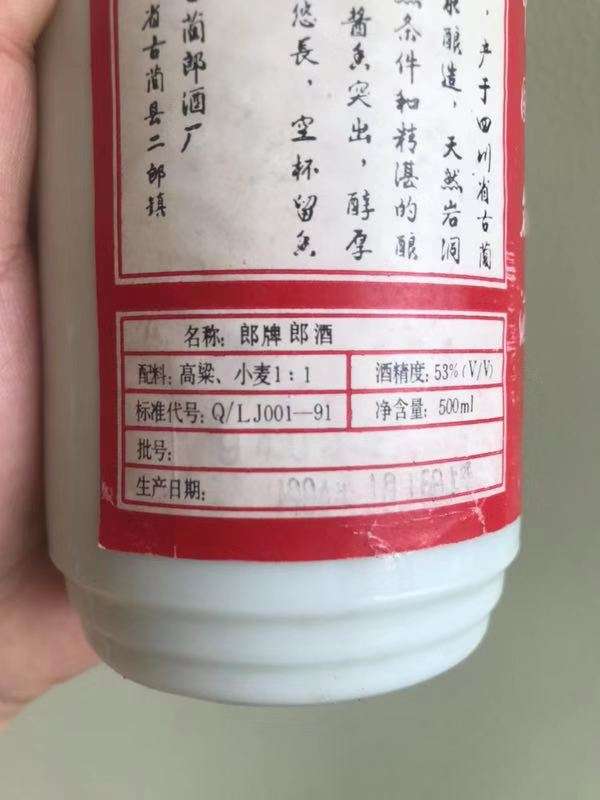 ，产于四川省古蔺
酿造，天然岩洞
条件和精湛的酿
酱香突出，醇厚
悠長，空杯留香
蔺郎酒厂
省古蔺县二郎镇
名称：郎牌郎酒
配料：高粱、小麦1：1
酒精度：53%（V/V）
标准代号：Q/LJ001—91
净含量：500ml
批号：
生产日期：